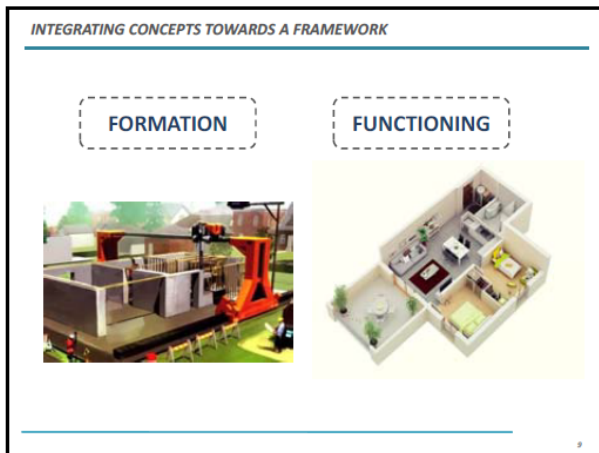 INTEGRATING CONCEPTS TOWARDS A FRAMEWORK
FORMATION
FUNCTIONING
9